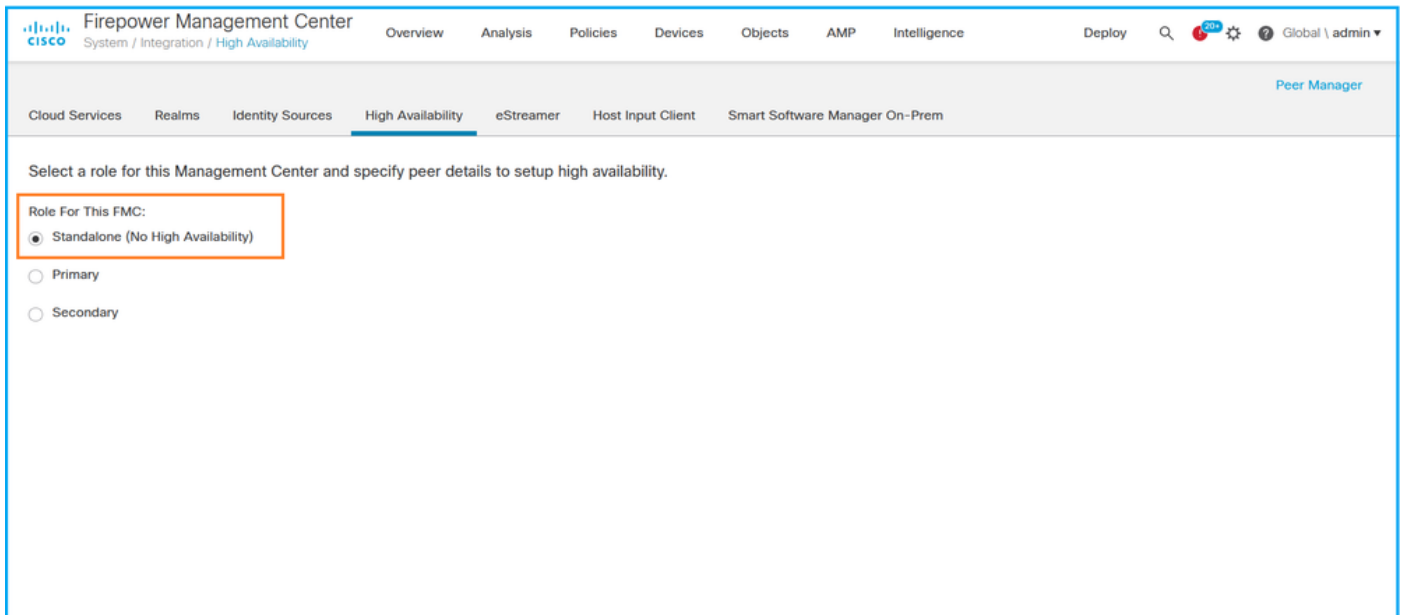 Firepower Management Center
CISCO System / Integration / High Availability Overview Analysis Policies Devices Objects AMP Intelligence Deploy 20+ Global \ admin
Peer Manager
Cloud Services Realms Identity Sources High Availability eStreamer Host Input Client Smart Software Manager On-Prem
Select a role for this Management Center and specify peer details to setup high availability.
Role For This FMC:
Standalone (No High Availability)
Primary
Secondary